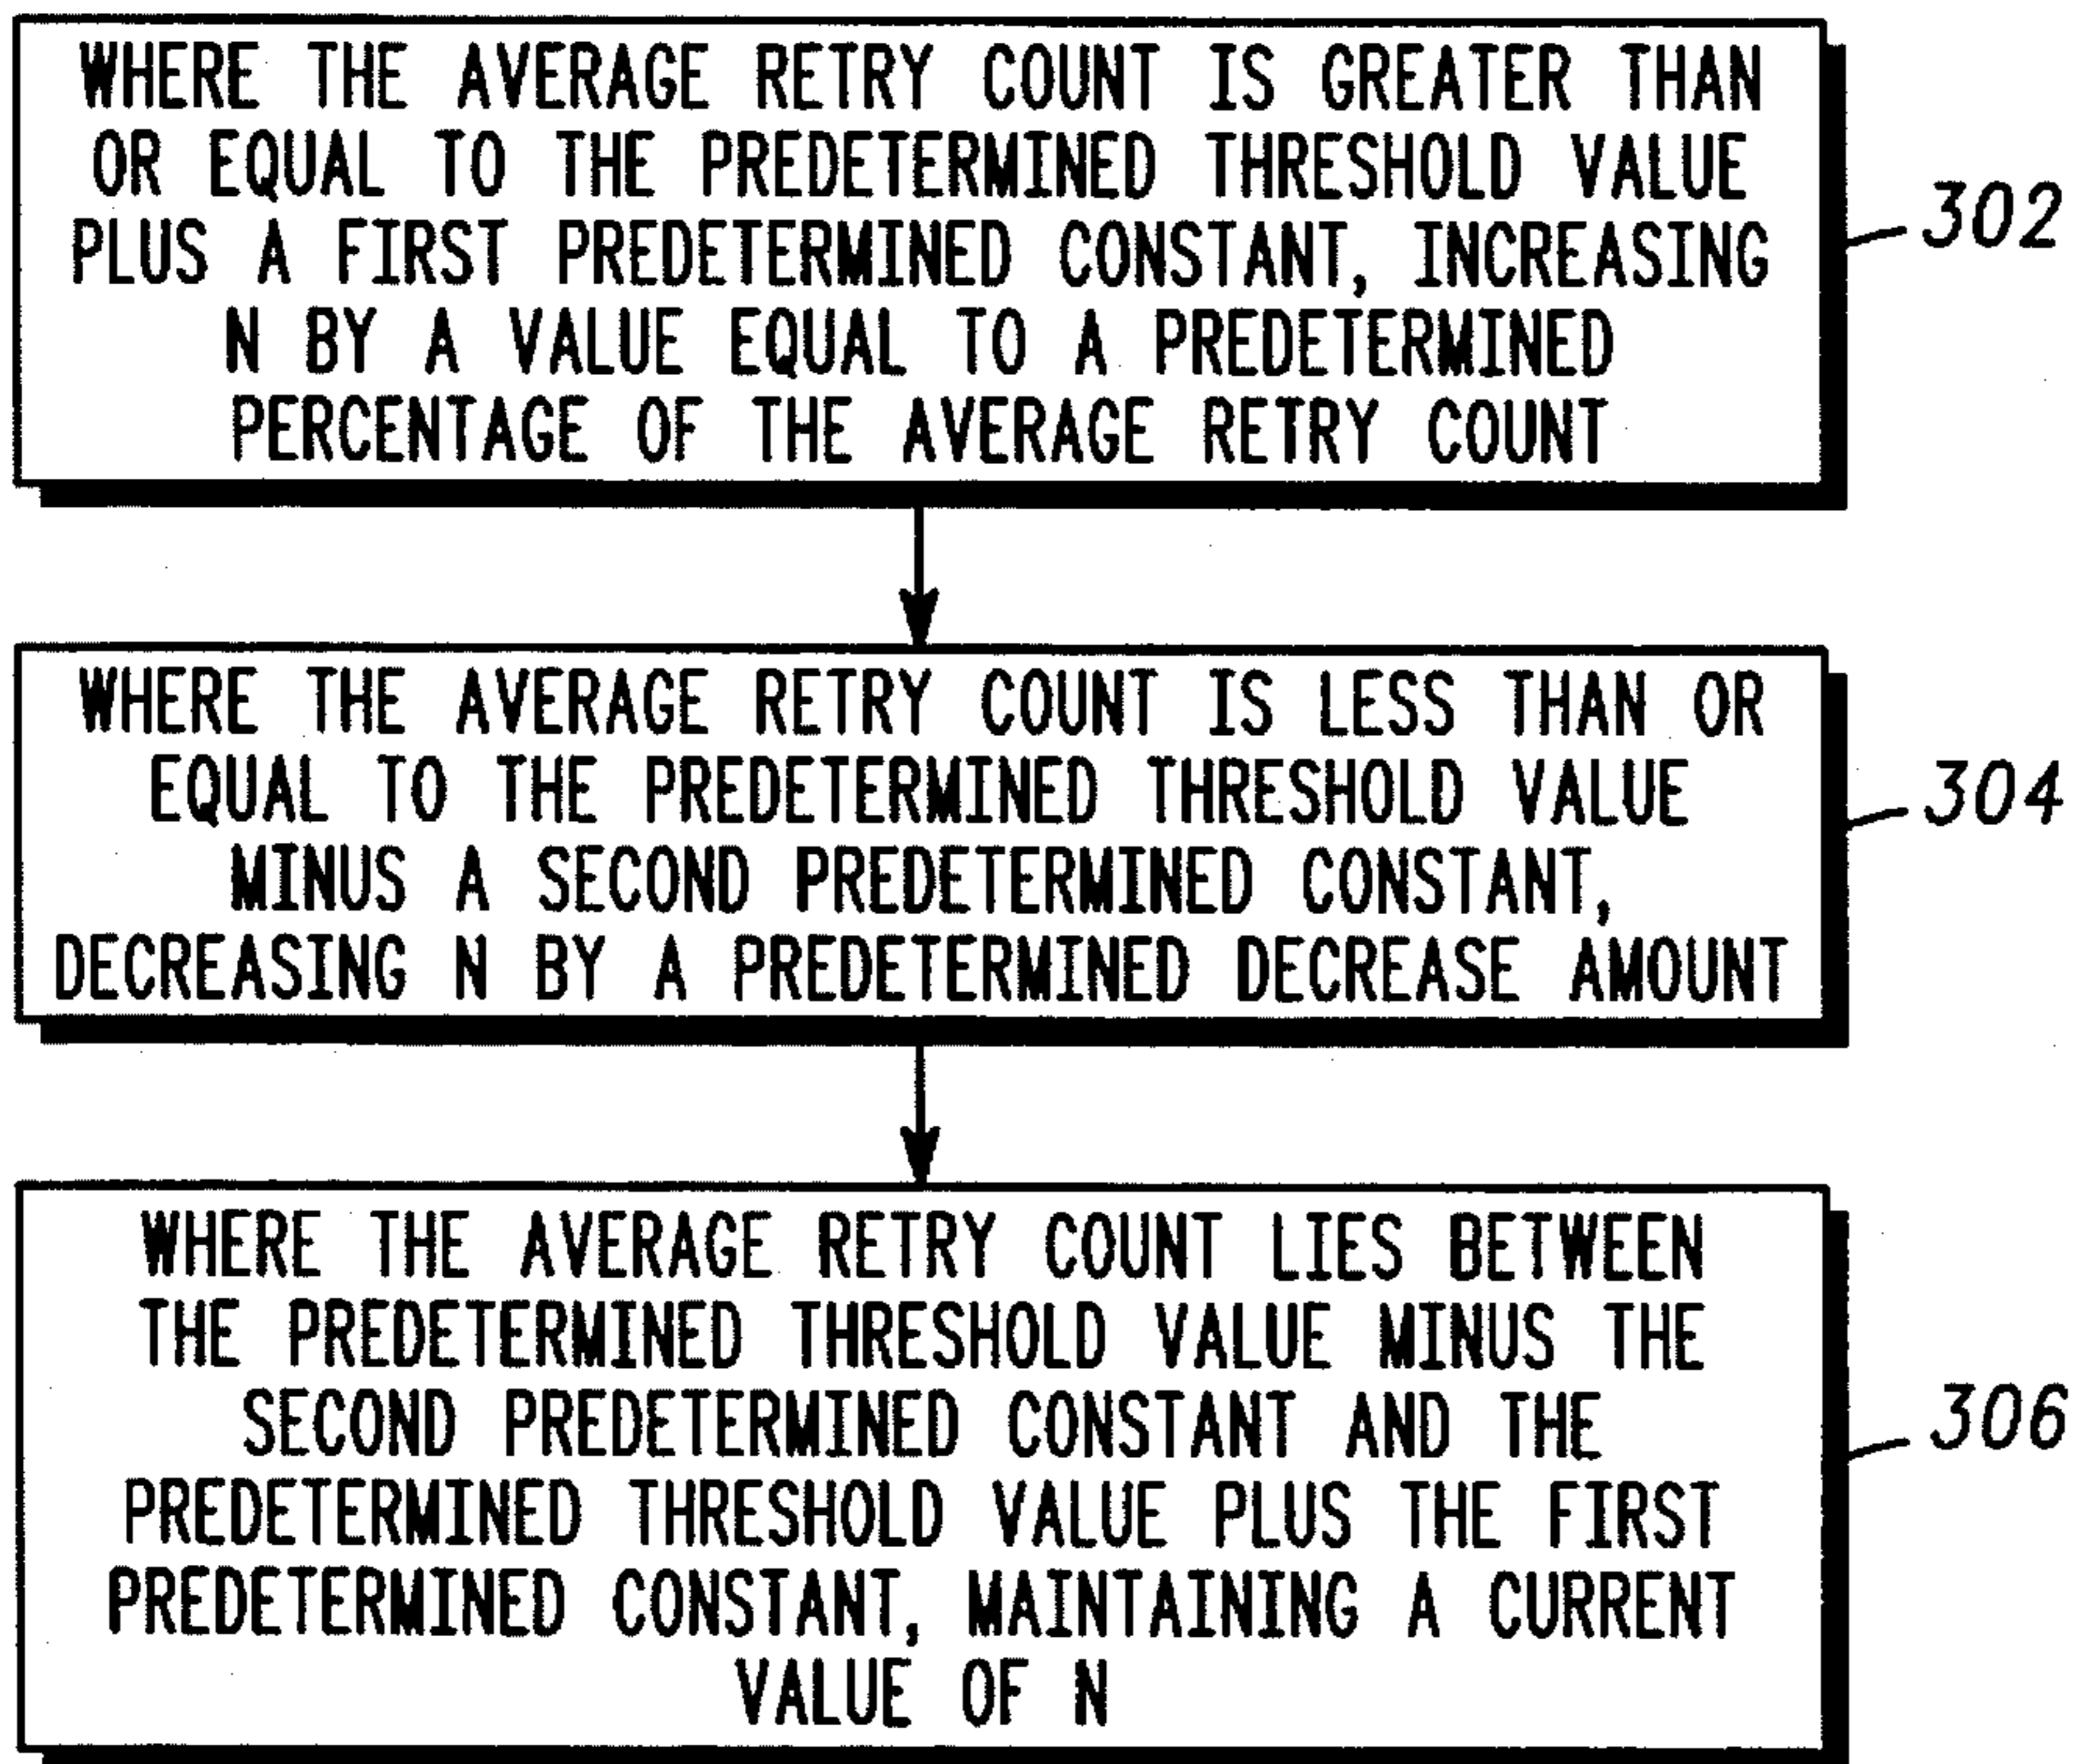 WHERE THE AVERAGE RETRY COUNT IS GREATER THAN
OR EQUAL TO THE PREDETERMINED THRESHOLD VALUE
PLUS A FIRST PREDETERMINED CONSTANT, INCREASING
N BY A VALUE EQUAL TO A PREDETERMINED
PERCENTAGE OF THE AVERAGE RETRY COUNT
302
WHERE THE AVERAGE RETRY COUNT IS LESS THAN OR
EQUAL TO THE PREDETERMINED THRESHOLD VALUE
MINUS A SECOND PREDETERMINED CONSTANT,
DECREASING N BY A PREDETERMINED DECREASE AMOUNT
304
WHERE THE AVERAGE RETRY COUNT LIES BETWEEN
THE PREDETERMINED THRESHOLD VALUE MINUS THE
SECOND PREDETERMINED CONSTANT AND THE
PREDETERMINED THRESHOLD VALUE PLUS THE FIRST
PREDETERMINED CONSTANT, MAINTAINING A CURRENT
VALUE OF N
306